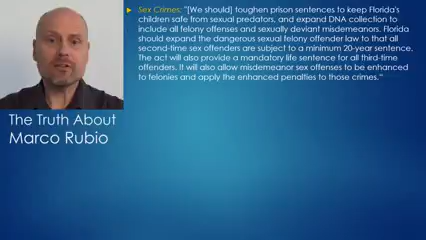 Sex Crimes: "[We should] toughen prison sentences to keep Florida's
children safe from sexual predators, and expand DNA collection to
include all felony offenses and sexually deviant misdemeanors. Florida
should expand the dangerous sexual felony offender law to that all
second-time sex offenders are subject to a minimum 20-year sentence.
The act will also provide a mandatory life sentence for all third-time
offenders. It will also allow misdemeanor sex offenses to be enhanced
to felonies and apply the enhanced penalties to those crimes."
The Truth About
Marco Rubio